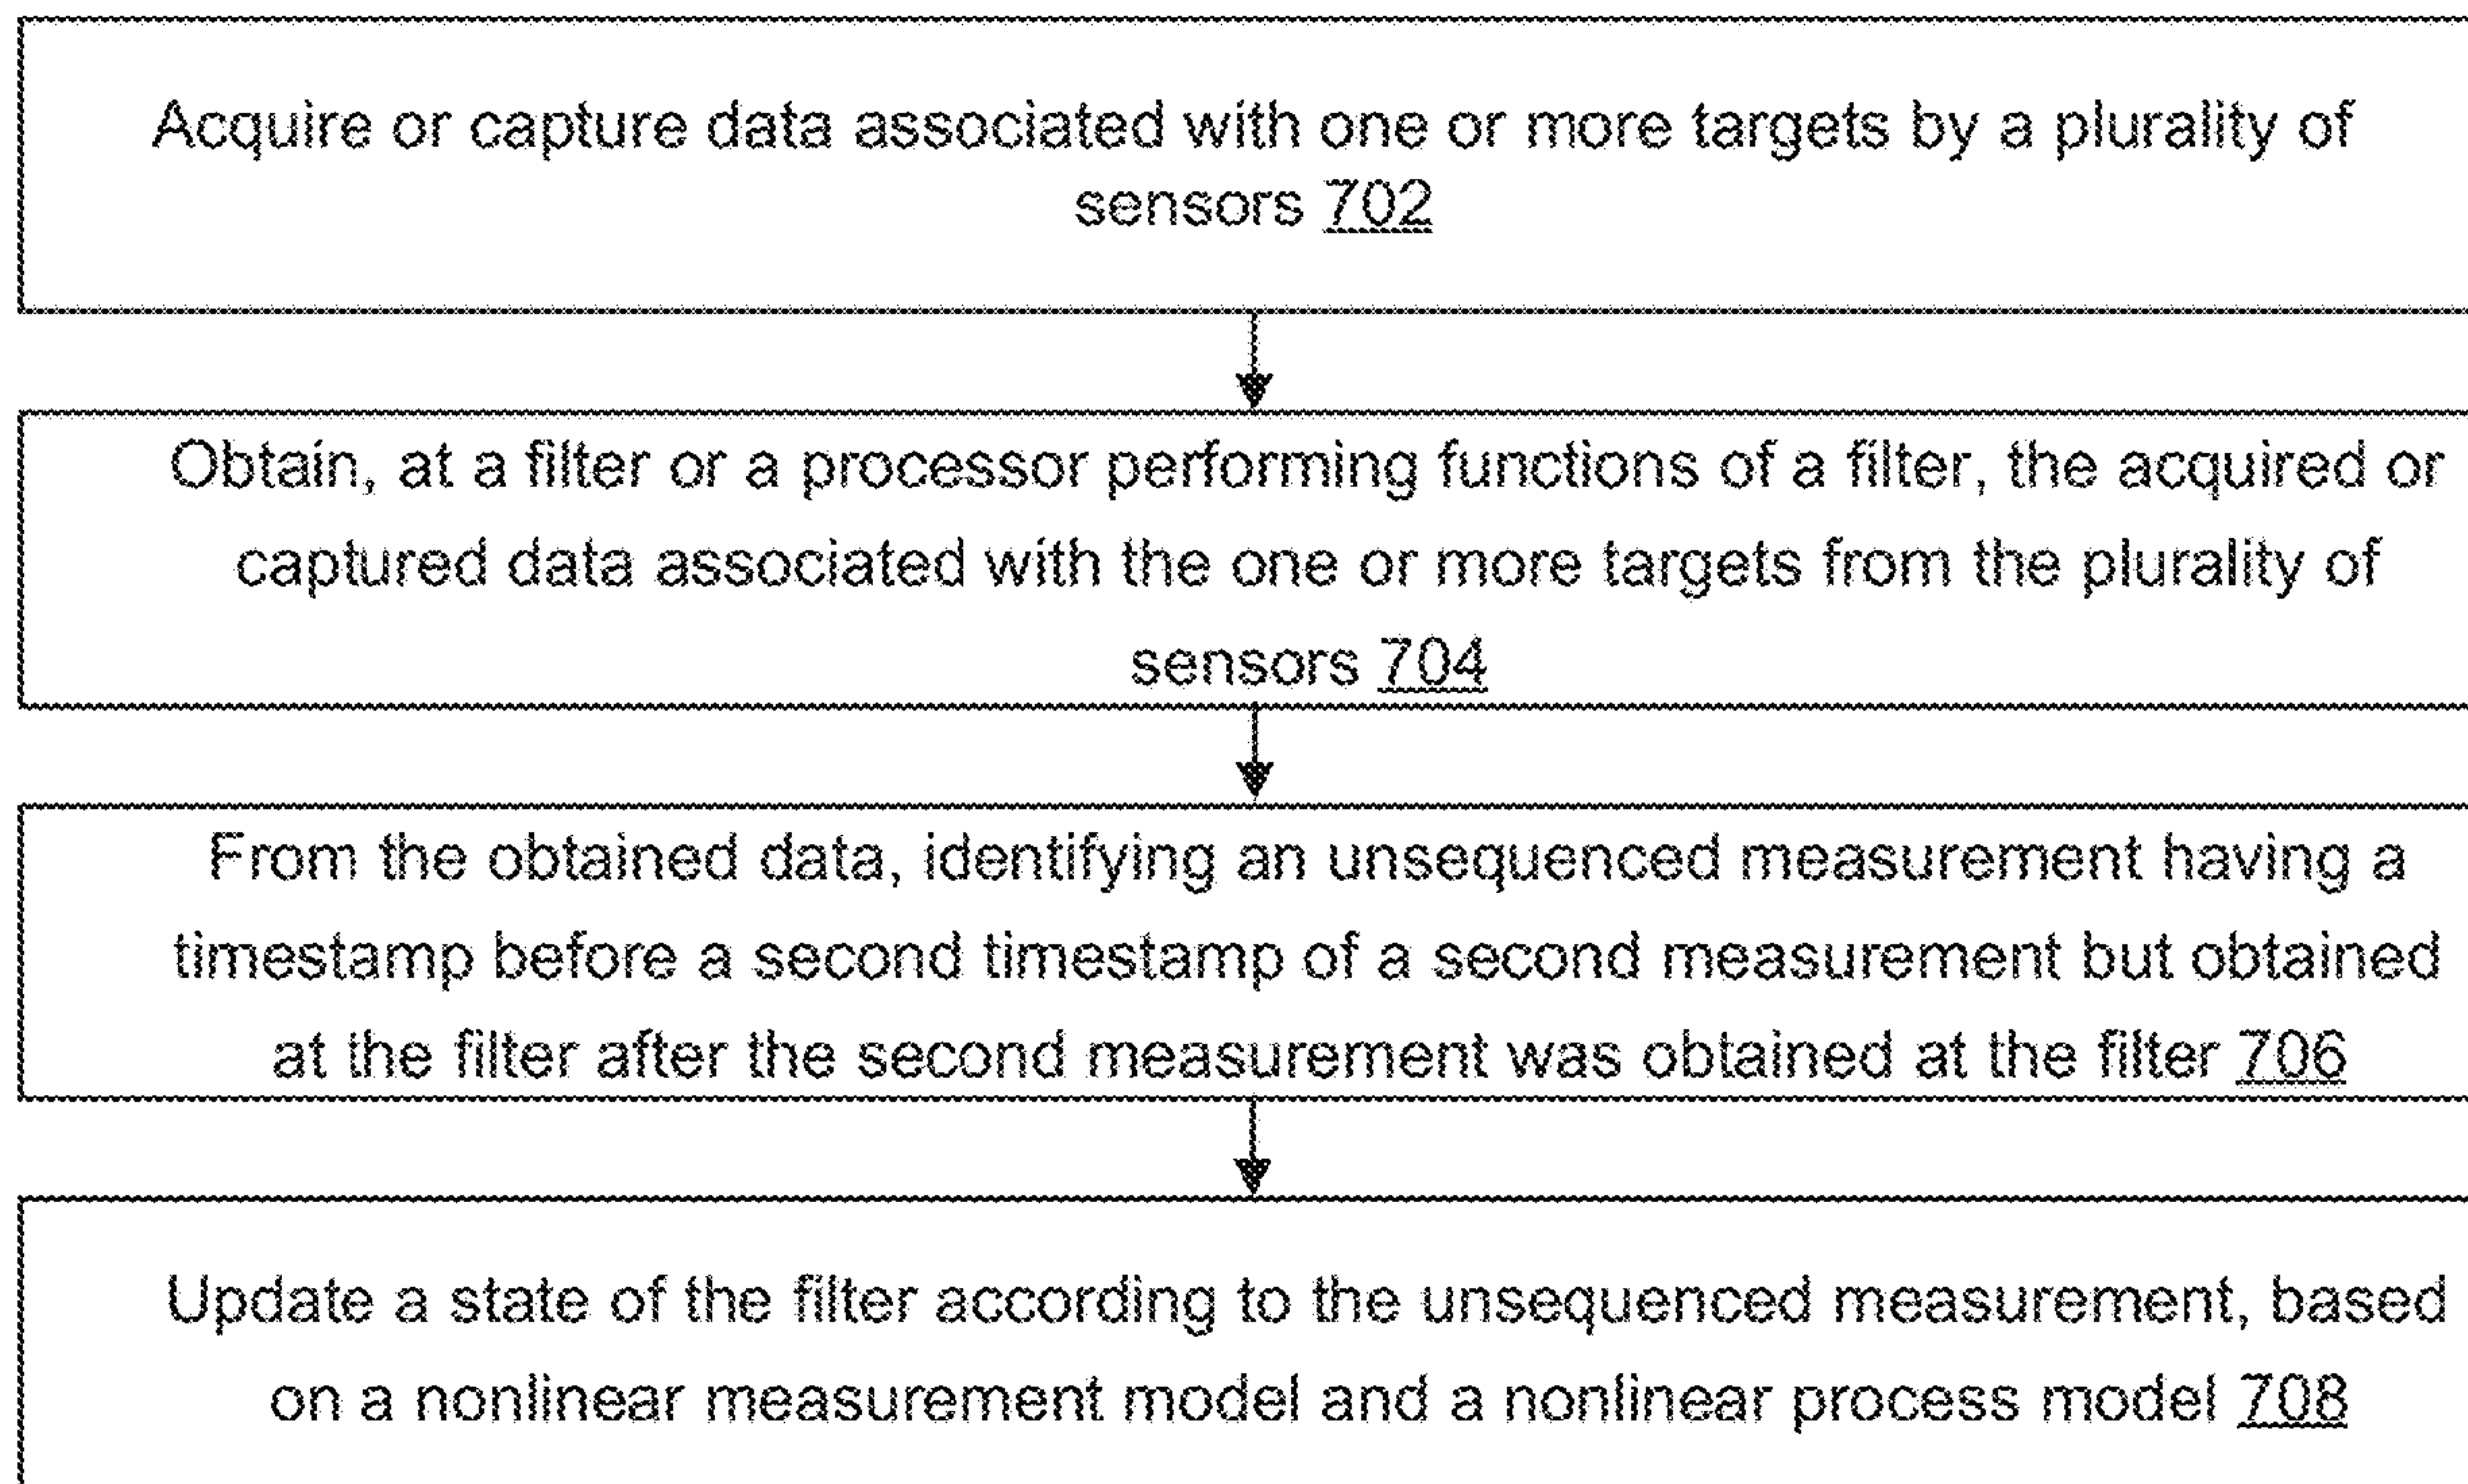 Acquire or capture data associated with one or more targets by a plurality of
sensors 702
Obtain, at a filter or a processor performing functions of a filter, the acquired or
captured data associated with the one or more targets from the plurality of
sensors 704
From the obtained data, identifying an unsequenced measurement having a
timestamp before a second timestamp of a second measurement but obtained
at the filter after the second measurement was obtained at the filter 706
Update a state of the filter according to the unsequenced measurement, based
on a nonlinear measurement model and a nonlinear process model 708